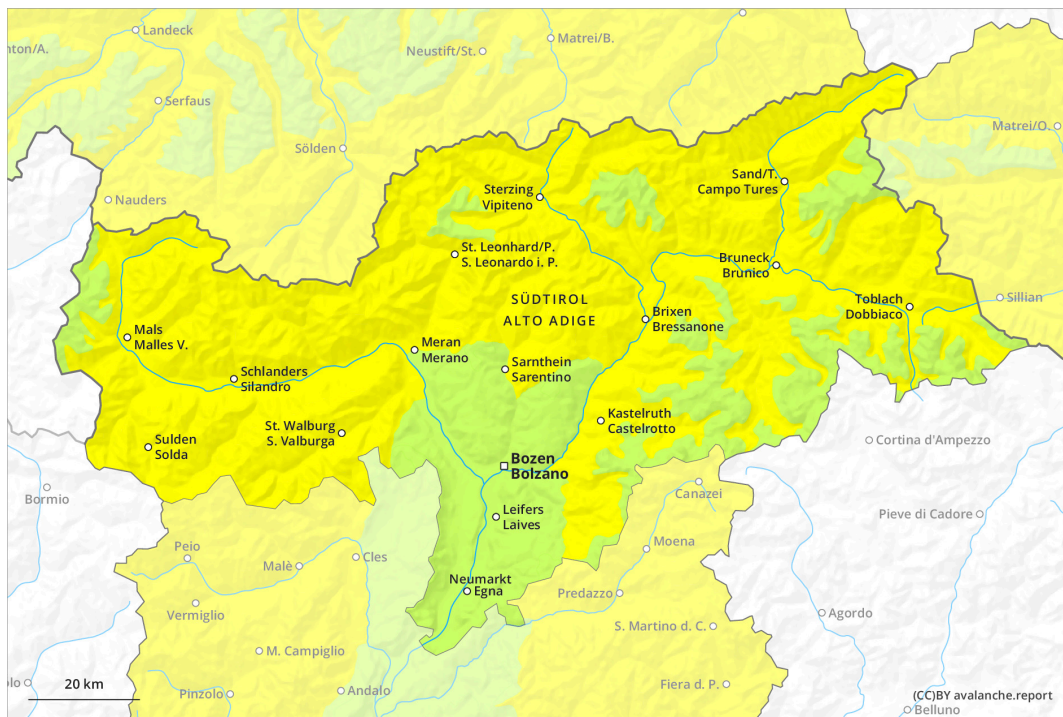 Landeck
nton/A.
Neustift/St.
Matrei/B.
Serfaus
Matrei/O.
Sölden
Nauders
Sterzing
Vipiteno
Sand/T.
Campo Tures
St. Leonhard/P.
S. Leonardo i. P.
Bruneck
Brunico
SÜDTIROL
ALTO ADIGE
Toblach
Dobbiaco
Sillian
Brixen
Bressanone
Mals
Malles V.
Meran
Merano
Schlanders
Silandro
Sarnthein
Sarentino
Kastelruth
Castelrotto
St. Walburg
S. Valburga
Sulden
Solda
Cortina d'Ampezzo
Bozen
Bolzano
Bormio
Canazei
Leifers
Laives
Pieve di Cadore
Peio
Malè
Cles
Moena
Neumarkt
Egna
Vermiglio
Predazzo
Agordo
S. Martino d. C.
M. Campiglio
olo
20 km
Pinzolo
Andalo
Fiera d. P.
(CC)BY avalanche.report
Belluno